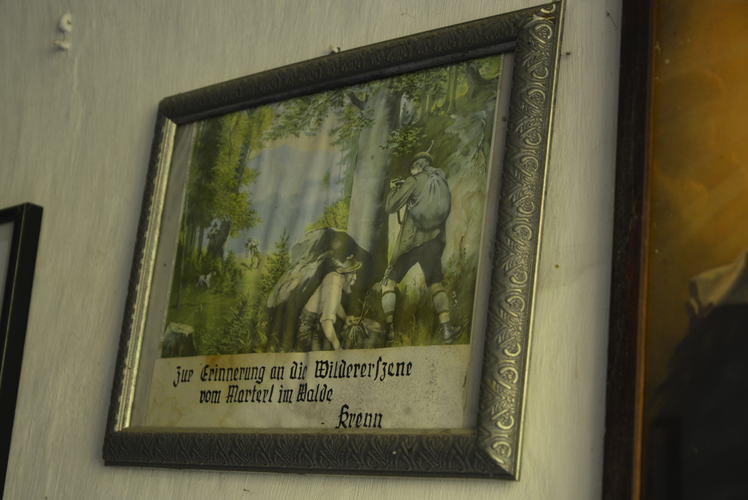 Zur Erinnerung an die Wildererſzene
vom Marterl im Walde
Krenn